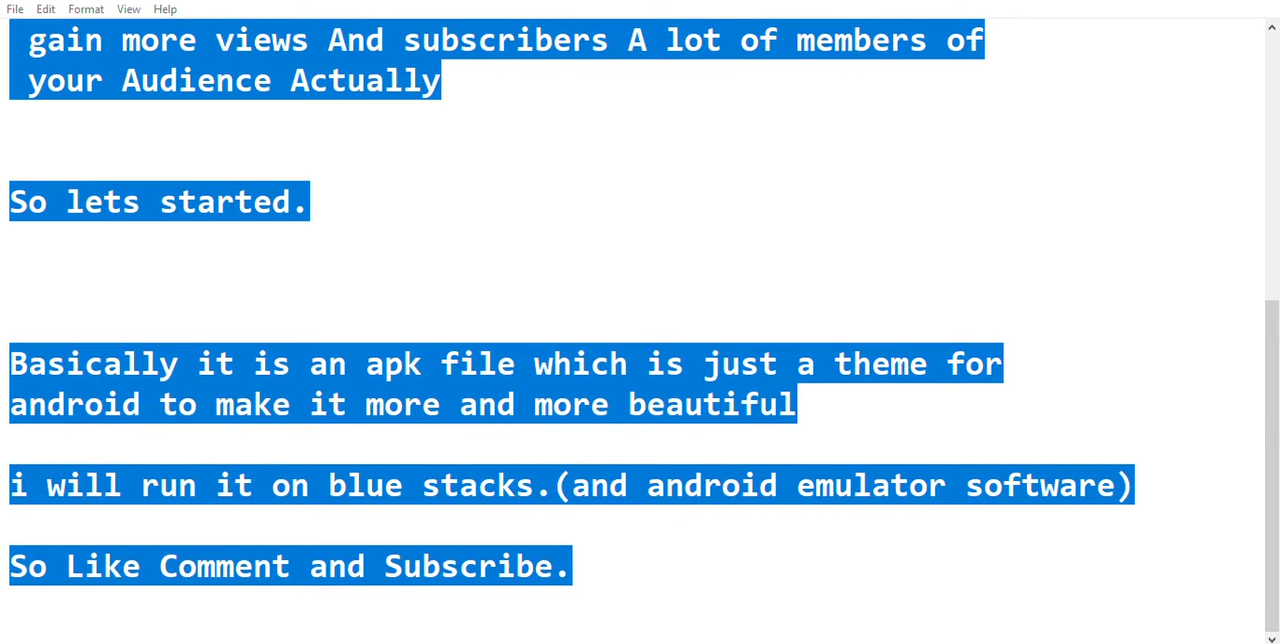 File Edit Format View Help
gain more views And subscribers A lot of members of
your Audience Actually
So lets started.
Basically it is an apk file which is just a theme for
android to make it more and more beautiful
i will run it on blue stacks.(and android emulator software)
So Like Comment and Subscribe.